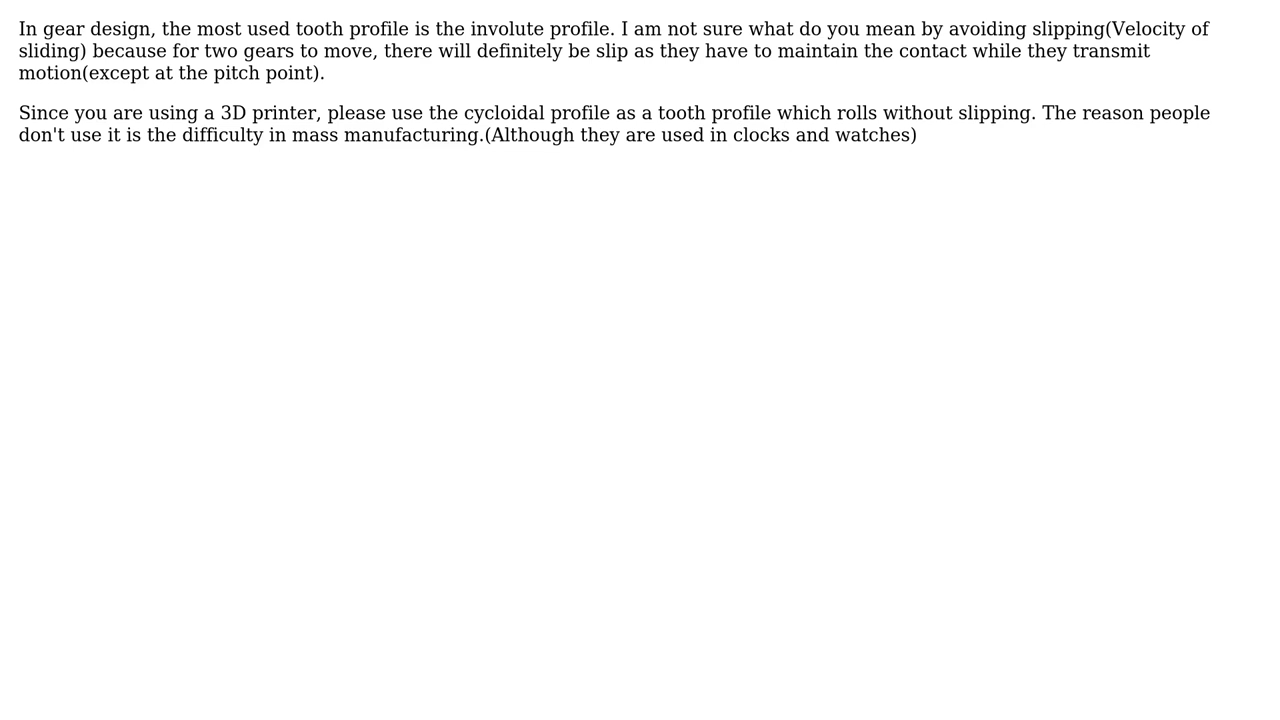 In gear design, the most used tooth profile is the involute profile. I am not sure what do you mean by avoiding slipping(Velocity of
sliding) because for two gears to move, there will definitely be slip as they have to maintain the contact while they transmit
motion(except at the pitch point).
Since you are using a 3D printer, please use the cycloidal profile as a tooth profile which rolls without slipping. The reason people
don't use it is the difficulty in mass manufacturing.(Although they are used in clocks and watches)